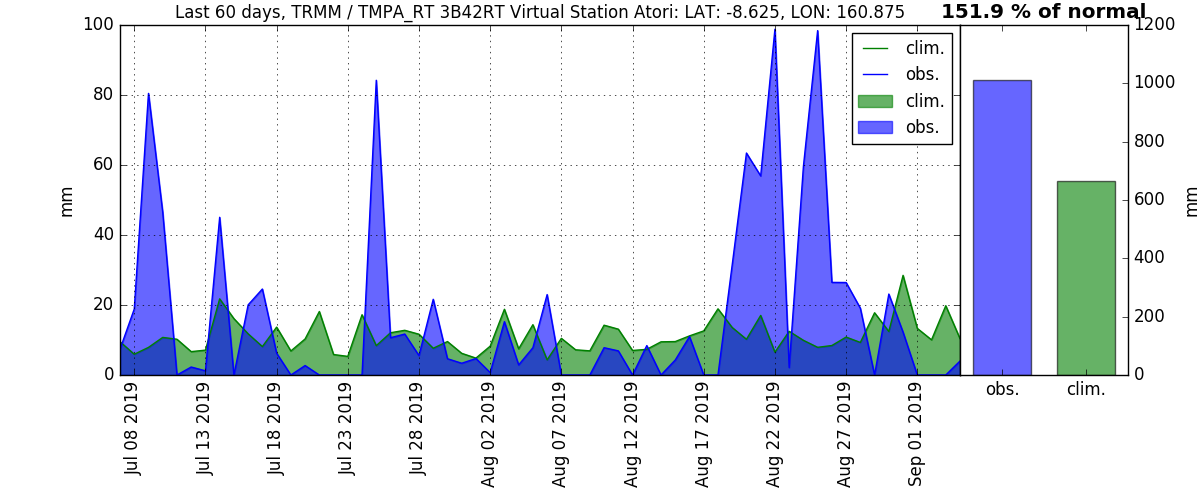 Last 60 days, TRMM / TMPA_RT 3B42RT Virtual Station Atori: LAT: -8.625, LON: 160.875
151.9 % of normal
100
80
60
40
20
0
mm
clim.
obs.
clim.
obs.
Jul 08 2019
Jul 13 2019
Jul 18 2019
Jul 23 2019
Jul 28 2019
Aug 02 2019
Aug 07 2019
Aug 12 2019
Aug 17 2019
Aug 22 2019
Aug 27 2019
Sep 01 2019
1200
1000
800
600
400
200
0
mm
obs.
clim.